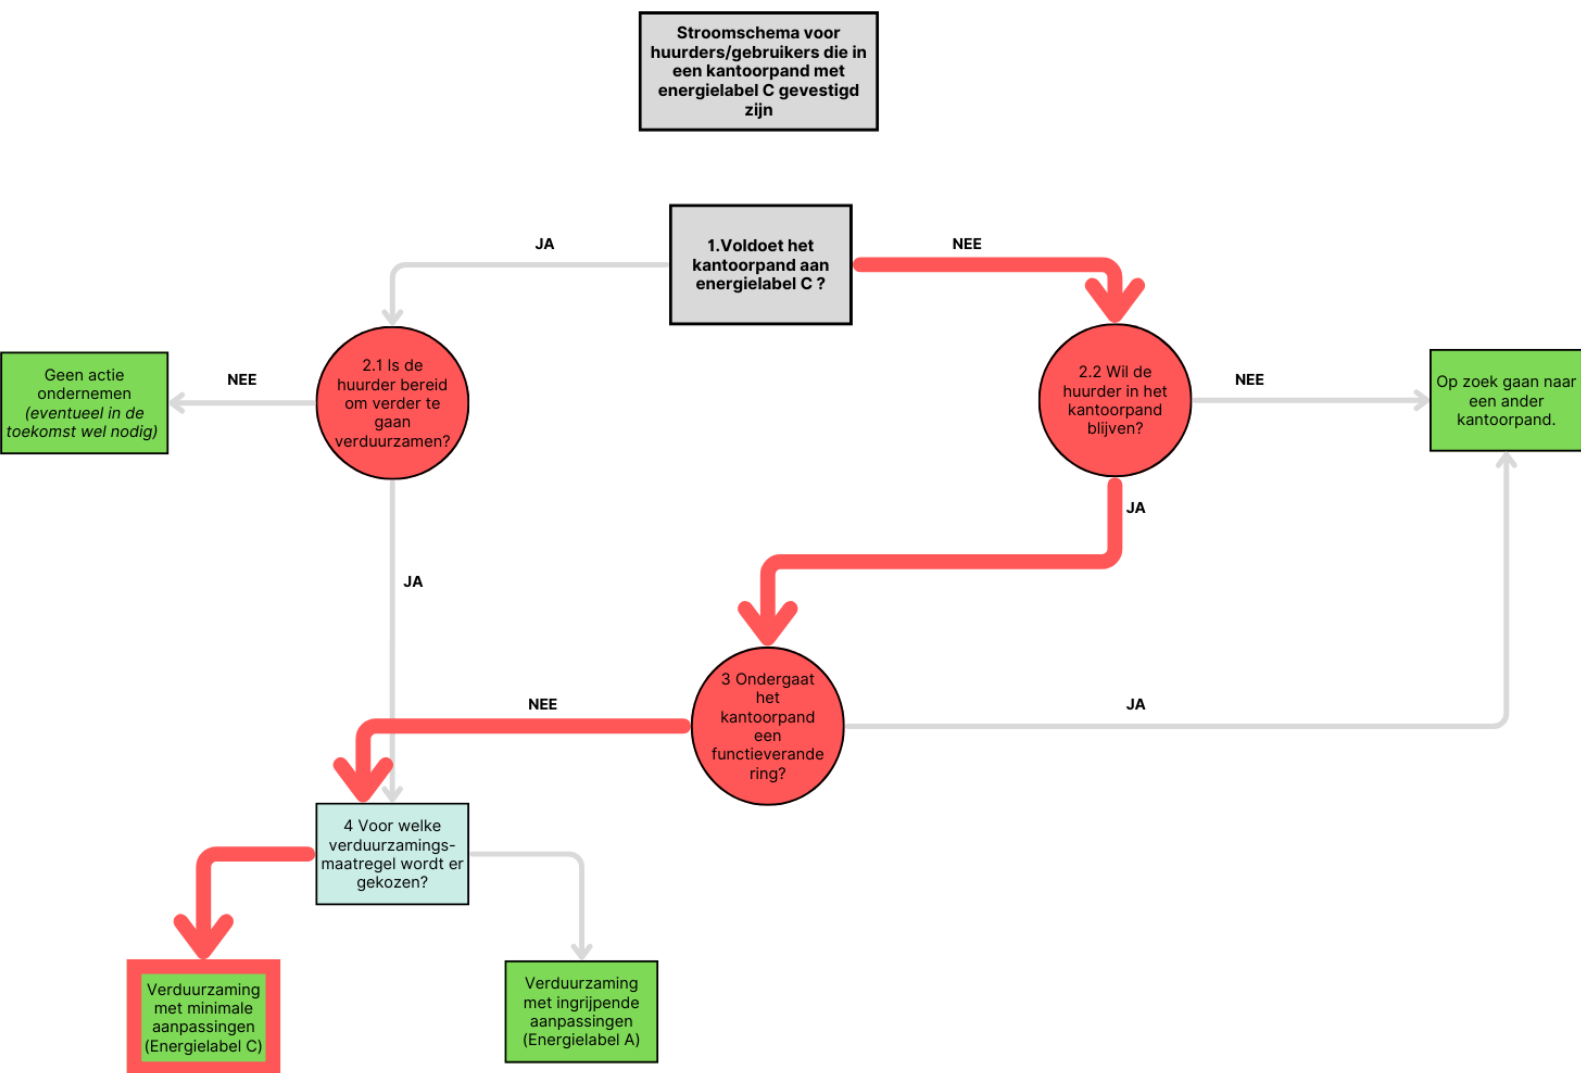 Stroomschema voor
huurders/gebruikers die in
een kantoorpand met
energielabel C gevestigd
zijn
JA
1.Voldoet het
kantoorpand aan
energielabel C ?
NEE
Geen actie
ondernemen
(eventueel in de
toekomst wel nodig)
NEE
2.1 Is de
huurder bereid
om verder te
gaan
verduurzamen?
2.2 Wil de
huurder in het
kantoorpand
blijven?
NEE
Op zoek gaan naar
een ander
kantoorpand.
JA
JA
NEE
3 Ondergaat
het
kantoorpand
een
functieverande
ring?
JA
4 Voor welke
verduurzamings-
maatregel wordt er
gekozen?
Verduurzaming
met minimale
aanpassingen
(Energielabel C)
Verduurzaming
met ingrijpende
aanpassingen
(Energielabel A)